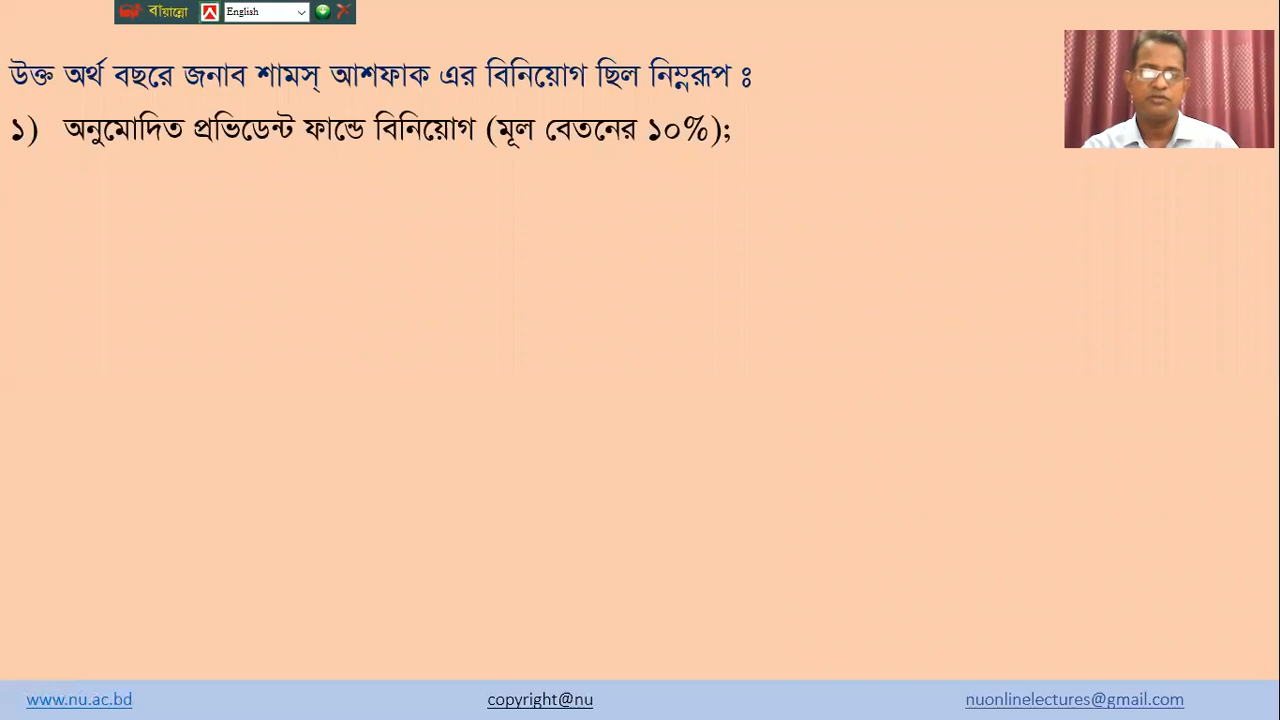 বাঁয়ান্নো English
উক্ত অর্থ বছরে জনাব শামস্ আশফাক এর বিনিয়োগ ছিল নিম্নরূপ ঃ
১) অনুমোদিত প্রভিডেন্ট ফান্ডে বিনিয়োগ (মূল বেতনের ১০%);
www.nu.ac.bd copyright@nu nuonlinelectures@gmail.com